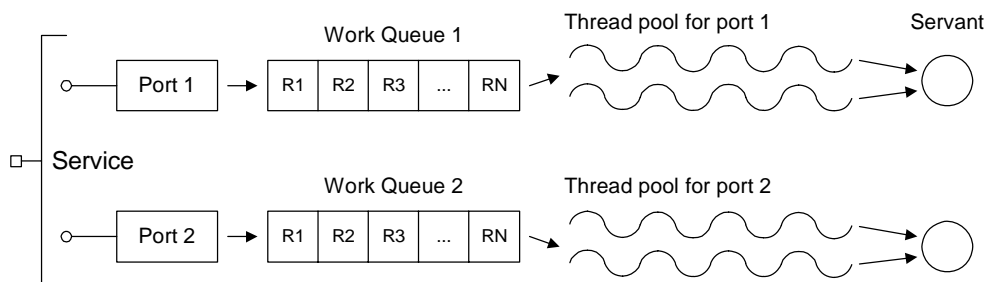 Work Queue 1
Thread pool for port 1
Servant
Port 1
R1 R2 R3 ... RN
Service
Work Queue 2
Thread pool for port 2
Port 2
R1 R2 R3 ... RN